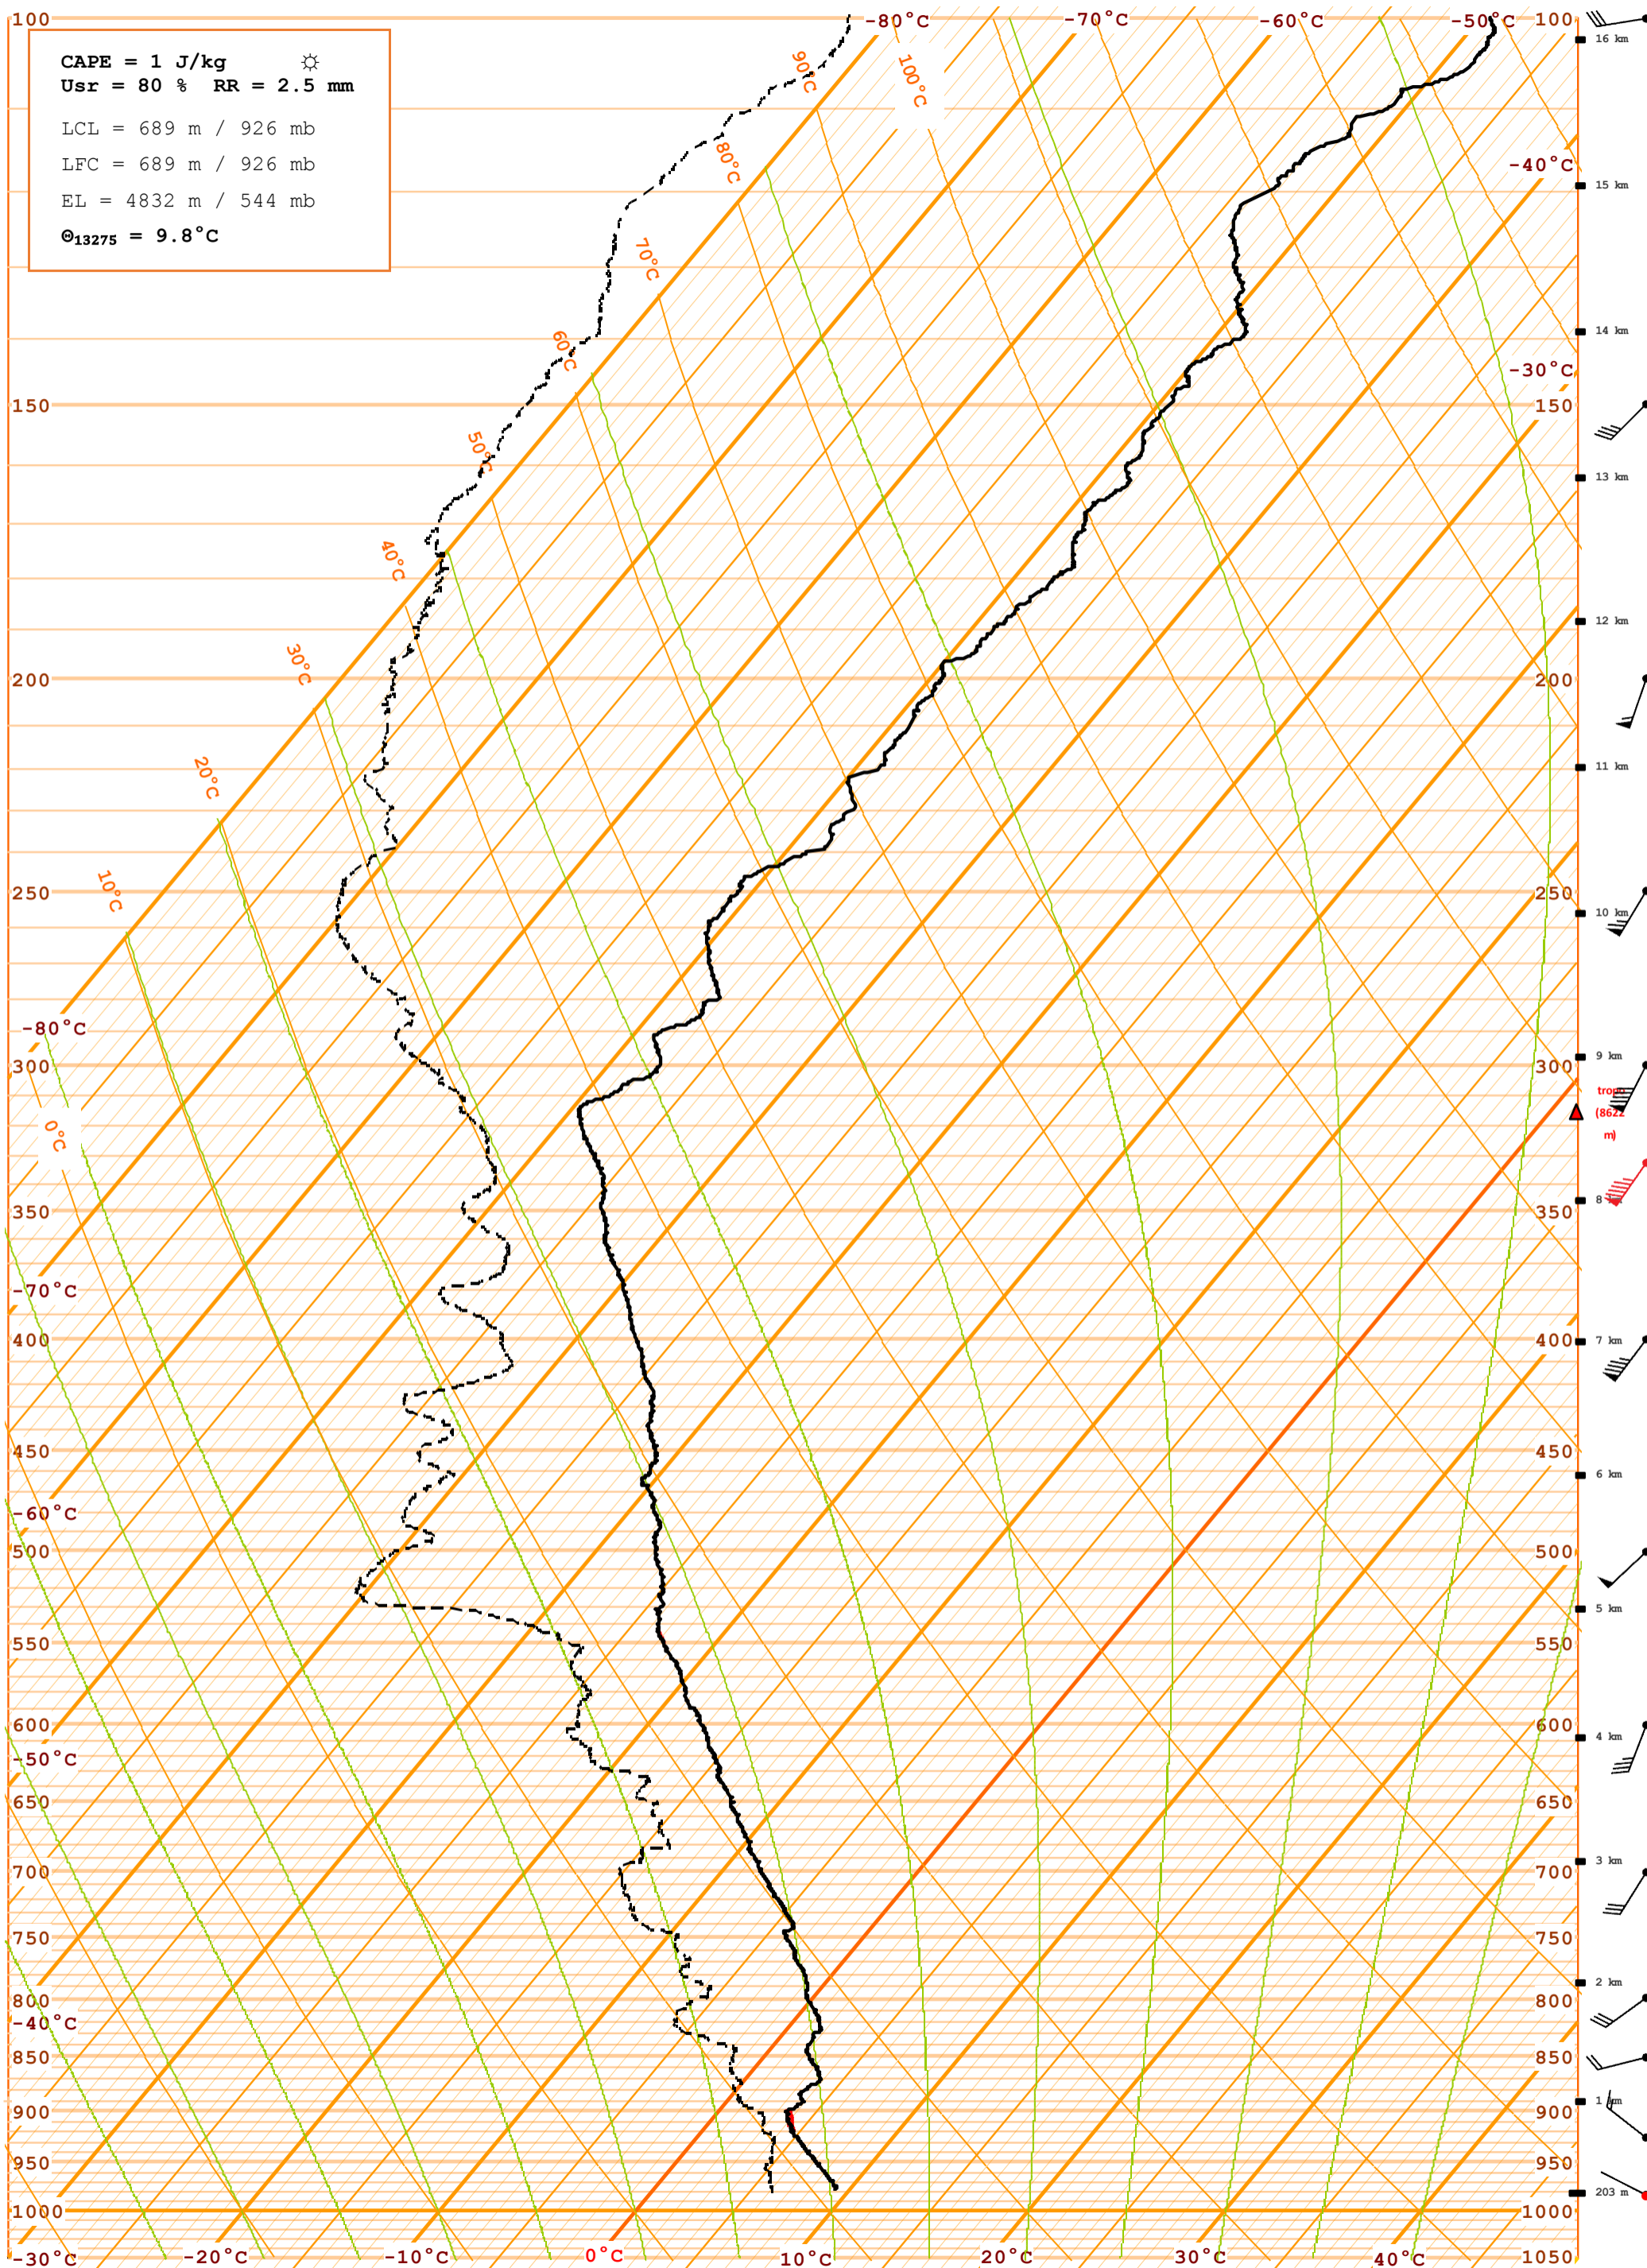 100 -80°C -70°C -60°C -50°C 100
16 km
CAPE = 1 J/kg ☼
Usr = 80 % RR = 2.5 mm
LCL = 689 m / 926 mb
LFC = 689 m / 926 mb
EL = 4832 m / 544 mb
Θ13275 = 9.8°C
90°C 100°C
80°C
-40°C
15 km
70°C
14 km
60°C
-30°C
150 150
50°C
13 km
40°C
12 km
30°C
200 200
20°C
11 km
10°C
250 250
10 km
-80°C
9 km
300 300
tropo
(8622
m)
0°C
8
350 350
-70°C
400 400
7 km
450 450
6 km
-60°C
500 500
5 km
550 550
600 600
4 km
-50°C
650 650
3 km
700 700
750 750
2 km
800 800
-40°C
850 850
1 km
900 900
950 950
203 m
1000 1000
-30°C -20°C -10°C 0°C 10°C 20°C 30°C 40°C 1050